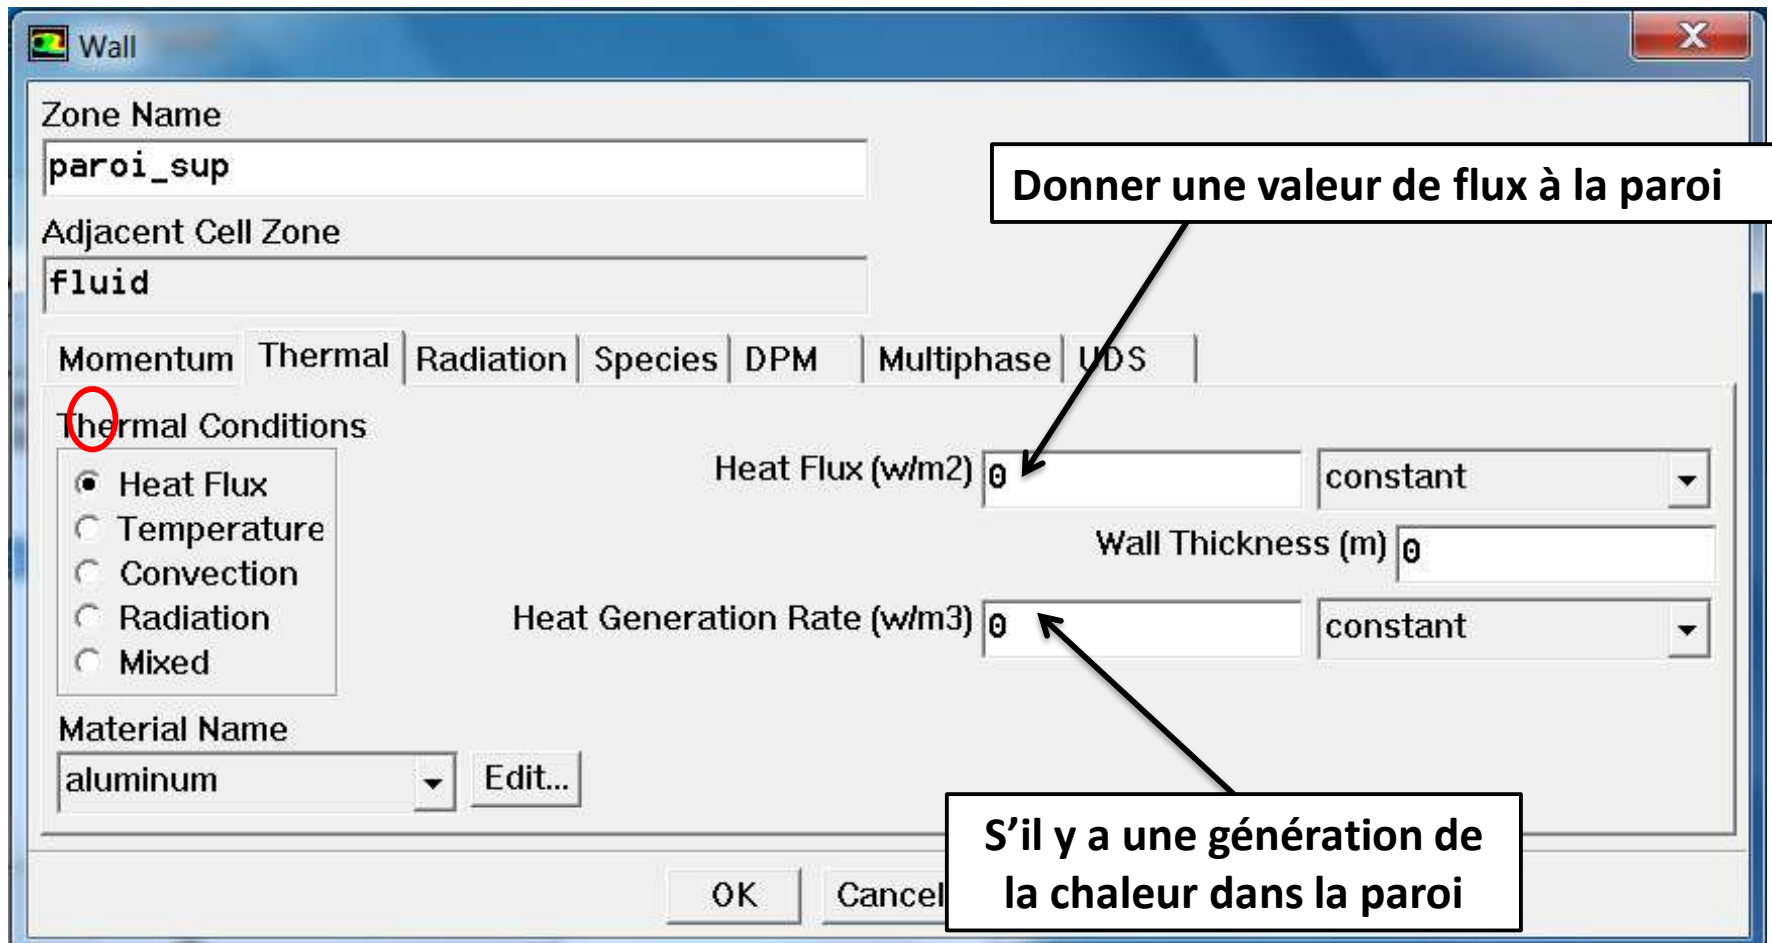 Wall
X
Zone Name
paroi_sup
Donner une valeur de flux à la paroi
Adjacent Cell Zone
fluid
Momentum Thermal Radiation Species DPM Multiphase UDS
Thermal Conditions
Heat Flux
Temperature
Convection
Radiation
Mixed
Heat Flux (w/m2) 0 constant
Wall Thickness (m) 0
Heat Generation Rate (w/m3) 0 constant
Material Name
aluminum Edit...
S’il y a une génération de
la chaleur dans la paroi
OK Cancel